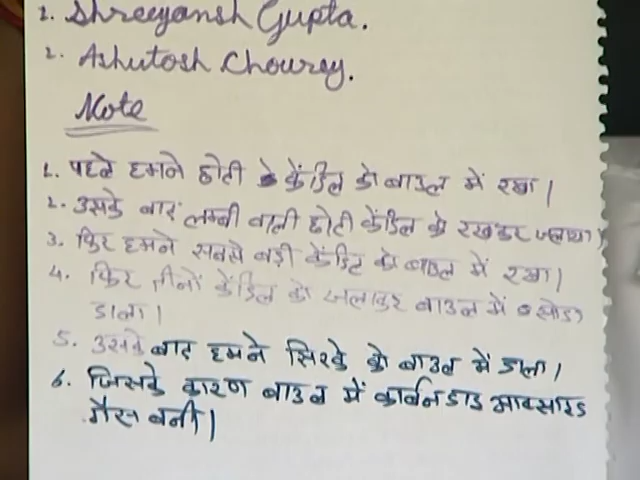 1. Shreeyansh Gupta.
2. Ashutosh Chourey.
Note
1. पहले हमने छोटी केंडिल को बाउल में रखा।
2. उसके बाद लम्बी वाली छोटी केंडिल को रखकर जलाया।
3. फिर हमने सबसे बड़ी केंडिल को बाउल में रखा।
4. फिर तीनों केंडिल को जलाकर बाउल में सोडा
डाला।
5. उसके बाद हमने सिरके को बाउल में डाला।
6. जिसके कारण बाउल में कार्बनडाइ आक्साइड
गैस बनी।